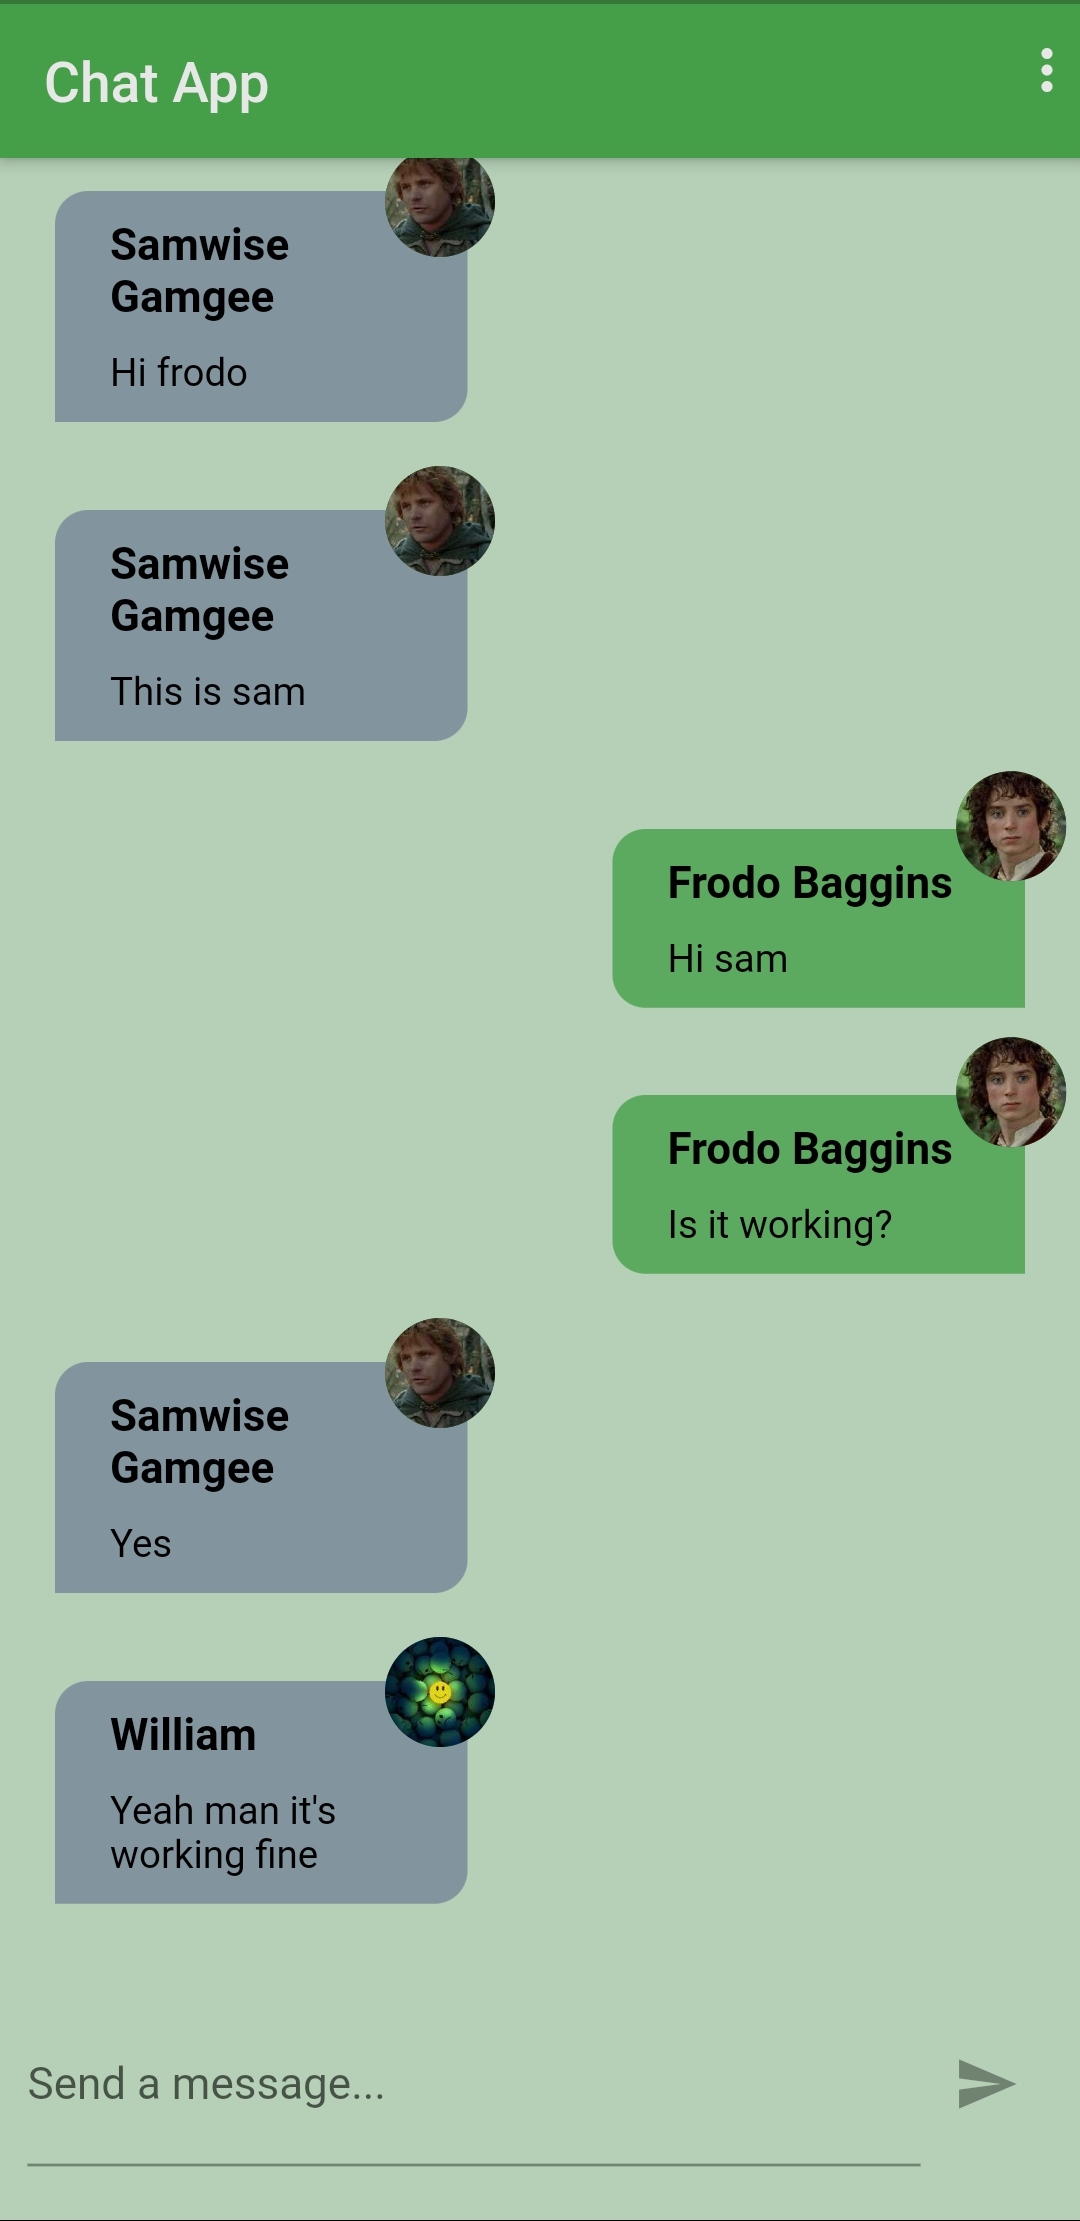 Chat App
Samwise
Gamgee
Hi frodo
Samwise
Gamgee
This is sam
Frodo Baggins
Hi sam
Frodo Baggins
Is it working?
Samwise
Gamgee
Yes
William
Yeah man it's
working fine
Send a message...